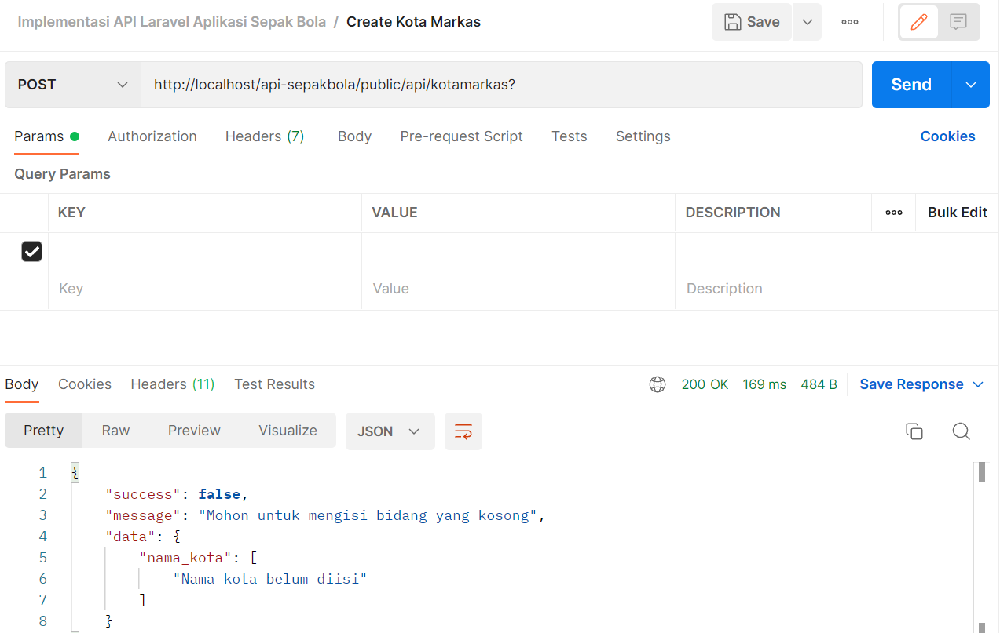 Implementasi API Laravel Aplikasi Sepak Bola / Create Kota Markas
Save
POST
http://localhost/api-sepakbola/public/api/kotamarkas?
Send
Params Authorization Headers (7) Body Pre-request Script Tests Settings Cookies
Query Params
KEY VALUE DESCRIPTION Bulk Edit
Key Value Description
Body Cookies Headers (11) Test Results 200 OK 169 ms 484 B Save Response
Pretty Raw Preview Visualize JSON
1 {
2 "success": false,
3 "message": "Mohon untuk mengisi bidang yang kosong",
4 "data": {
5 "nama_kota": [
6 "Nama kota belum diisi"
7 ]
8 }